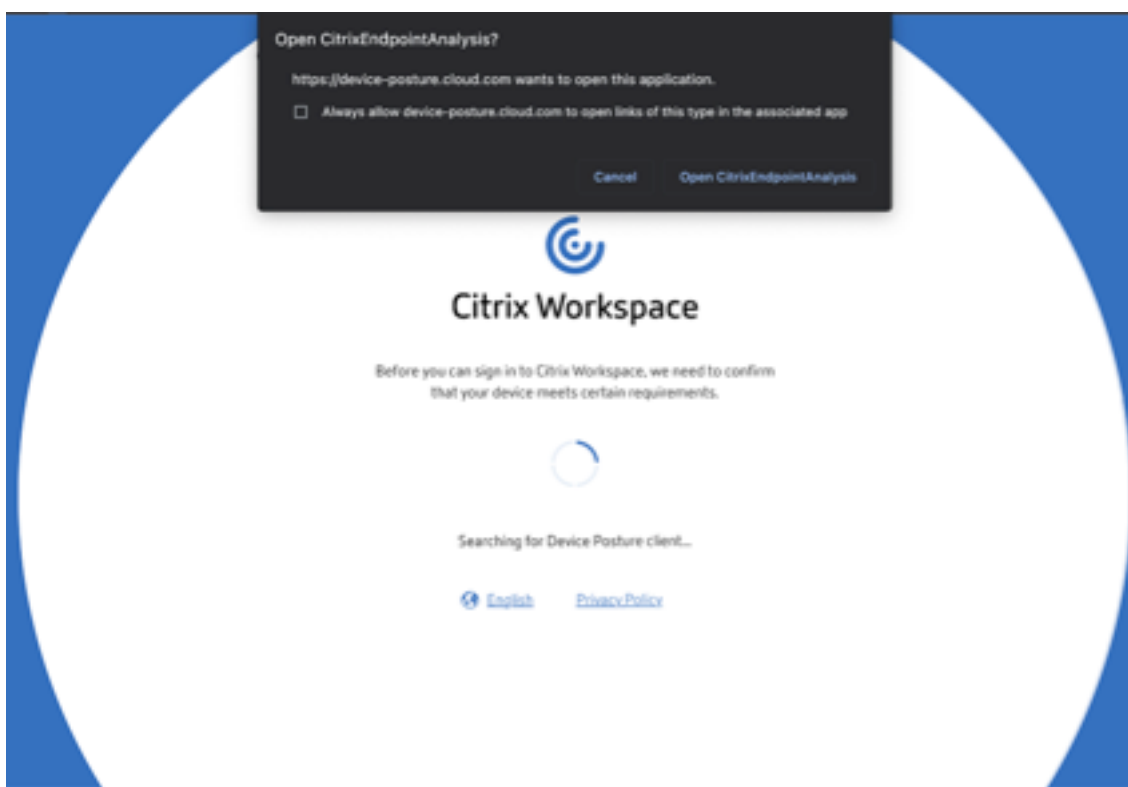 Open CitrixEndpointAnalysis?
https://device-posture.cloud.com wants to open this application.
Always allow device-posture.cloud.com to open links of this type in the associated app
Cancel
Open CitrixEndpointAnalysis
Citrix Workspace
Before you can sign in to Citrix Workspace, we need to confirm
that your device meets certain requirements.
Searching for Device Posture client...
English
Privacy Policy